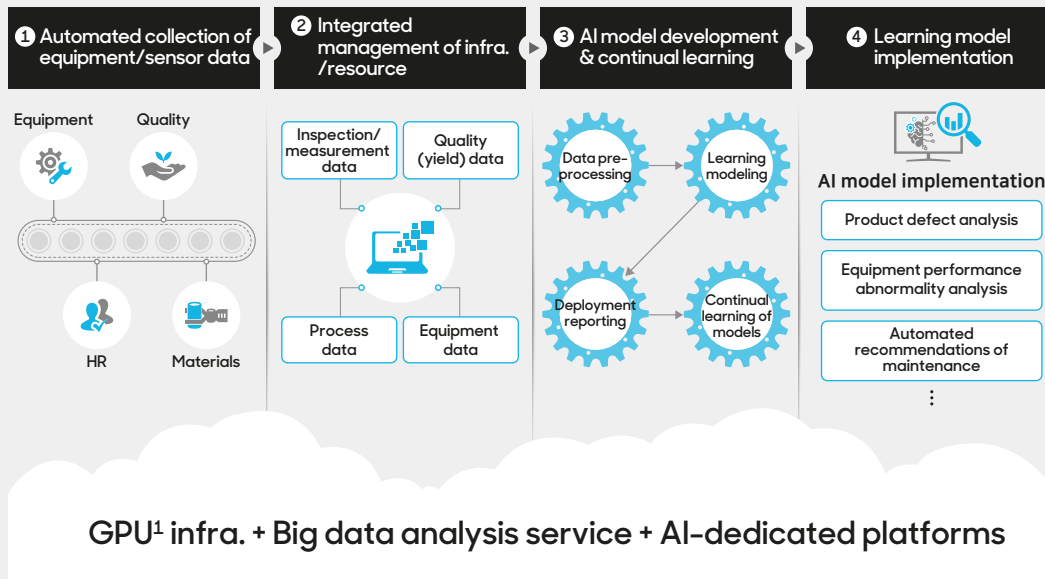 1 Automated collection of
equipment/sensor data
2 Integrated
management of infra.
/resource
3 AI model development
& continual learning
4 Learning model
implementation
Equipment
Quality
HR
Materials
Inspection/
measurement
data
Quality
(yield) data
Process
data
Equipment
data
Data pre-
processing
Learning
modeling
Deployment
reporting
Continual
learning of
models
AI model implementation
Product defect analysis
Equipment performance
abnormality analysis
Automated
recommendations of
maintenance
⋮
GPU¹ infra. + Big data analysis service + AI-dedicated platforms